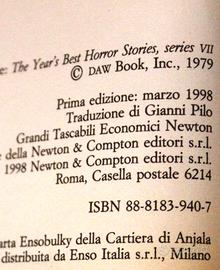 e: The Year's Best Horror Stories, series VII
© DAW Book, Inc., 1979
Prima edizione: marzo 1998
Traduzione di Gianni Pilo
Grandi Tascabili Economici Newton
e della Newton & Compton editori s.r.l.
1998 Newton & Compton editori s.r.l.
Roma, Casella postale 6214
ISBN 88-8183-940-7
arta Ensobulky della Cartiera di Anjala
distribuita da Enso Italia s.r.l., Milano